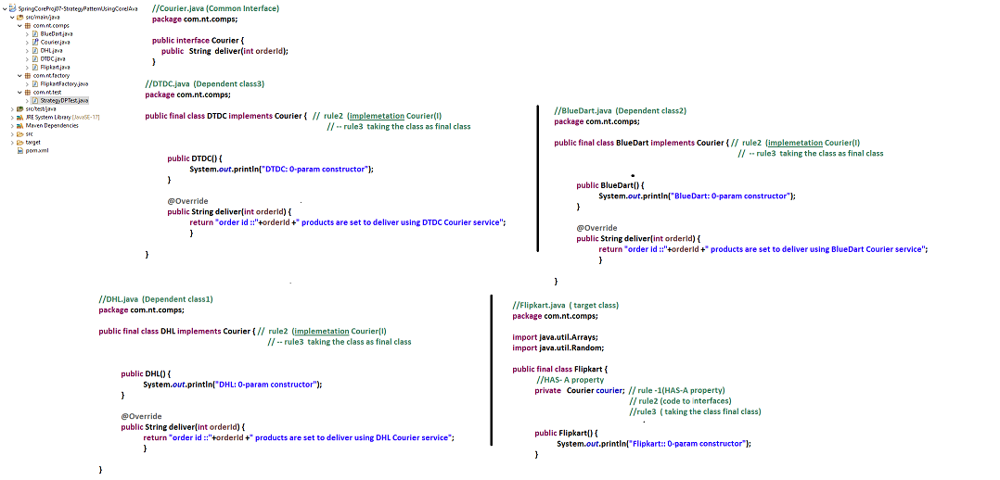 SpringCoreProj07-StrategyPatternUsingCoreJAva
src/main/java
com.nt.comps
BlueDart.java
Courier.java
DHL.java
DTDC.java
Flipkart.java
com.nt.factory
FlipkartFactory.java
com.nt.test
StrategyDPTest.java
src/test/java
JRE System Library [JavaSE-17]
Maven Dependencies
src
target
pom.xml
//Courier.java (Common Interface)
package com.nt.comps;
public interface Courier {
public String deliver(int orderId);
}
//DTDC.java (Dependent class3)
package com.nt.comps;
public final class DTDC implements Courier { // rule2 (implemetation Courier(I)
// -- rule3 taking the class as final class
public DTDC() {
System.out.println("DTDC: 0-param constructor");
}
@Override
public String deliver(int orderId) {
return "order id ::"+orderId +" products are set to deliver using DTDC Courier service";
}
}
//BlueDart.java (Dependent class2)
package com.nt.comps;
public final class BlueDart implements Courier { // rule2 (implemetation Courier(I)
// -- rule3 taking the class as final class
public BlueDart() {
System.out.println("BlueDart: 0-param constructor");
}
@Override
public String deliver(int orderId) {
return "order id ::"+orderId +" products are set to deliver using BlueDart Courier service";
}
}
//DHL.java (Dependent class1)
package com.nt.comps;
public final class DHL implements Courier { // rule2 (implemetation Courier(I)
// -- rule3 taking the class as final class
public DHL() {
System.out.println("DHL: 0-param constructor");
}
@Override
public String deliver(int orderId) {
return "order id ::"+orderId +" products are set to deliver using DHL Courier service";
}
}
//Flipkart.java ( target class)
package com.nt.comps;
import java.util.Arrays;
import java.util.Random;
public final class Flipkart {
//HAS- A property
private Courier courier; // rule -1(HAS-A property)
// rule2 (code to interfaces)
//rule3 ( taking the class final class)
public Flipkart() {
System.out.println("Flipkart:: 0-param constructor");
}